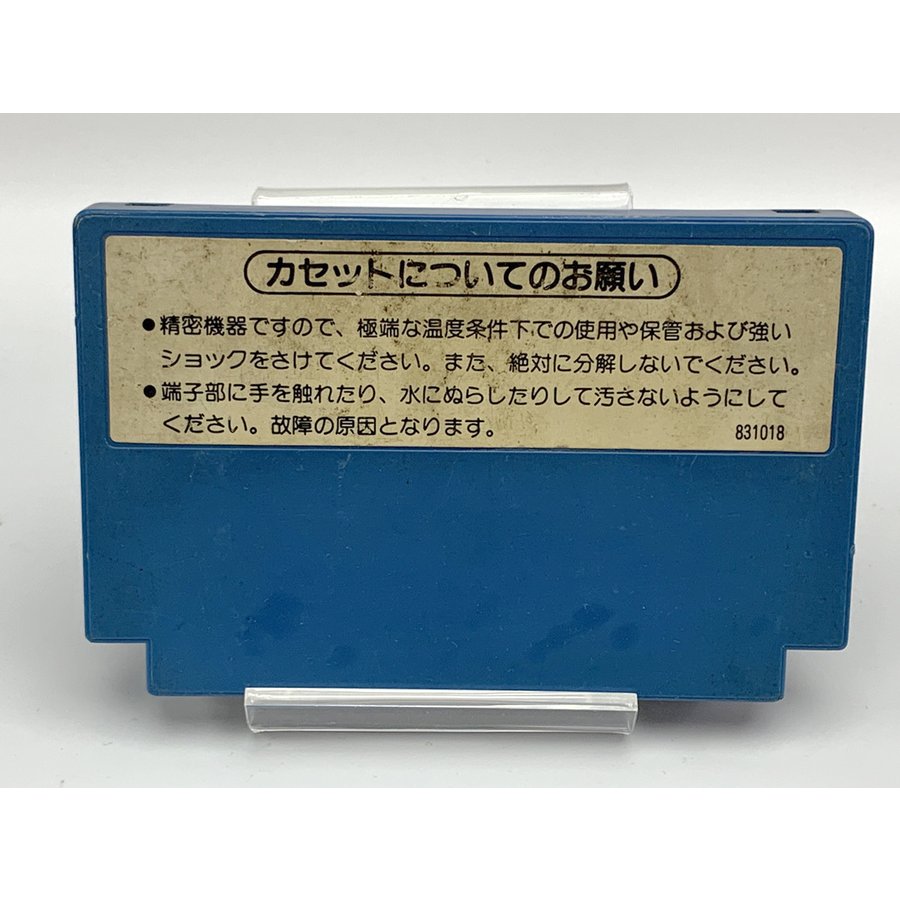 カセットについてのお願い
●精密機器ですので、極端な温度条件下での使用や保管および強い
ショックをさけてください。また、絶対に分解しないでください。
●端子部に手を触れたり、水にぬらしたりして汚さないようにして
ください。故障の原因となります。
831018